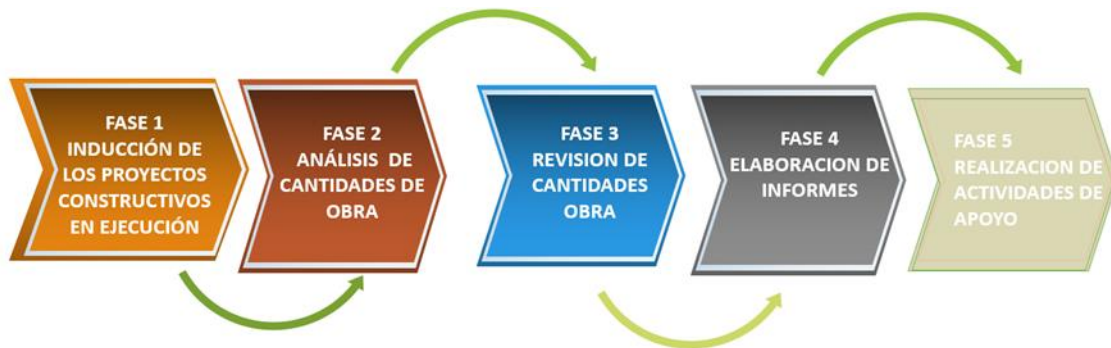 FASE 1
INDUCCIÓN DE
LOS PROYECTOS
CONSTRUCTIVOS
EN EJECUCIÓN
FASE 2
ANÁLISIS DE
CANTIDADES DE
OBRA
FASE 3
REVISION DE
CANTIDADES
OBRA
FASE 4
ELABORACION DE
INFORMES
FASE 5
REALIZACION DE
ACTIVIDADES DE
APOYO